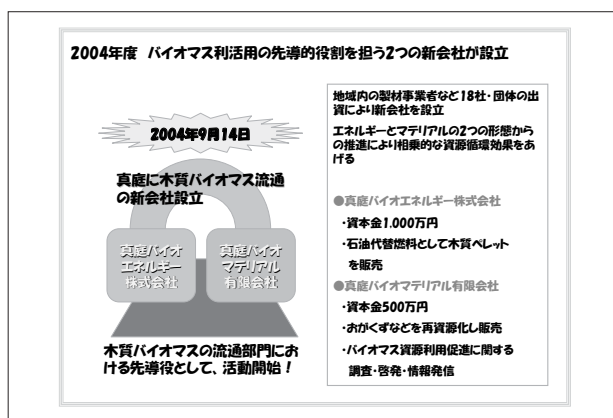 2004年度 バイオマス利活用の先導的役割を担う2つの新会社が設立
2004年9月14日
真庭に木質バイオマス流通
の新会社設立
真庭バイオ
エネルギー
株式会社
真庭バイオ
マテリアル
有限会社
木質バイオマスの流通部門にお
ける先導役として、活動開始！
地域内の製材事業者など18社・団体の出
資により新会社を設立
エネルギーとマテリアルの2つの形態から
の推進により相乗的な資源循環効果をあ
げる
●真庭バイオエネルギー株式会社
・資本金1,000万円
・石油代替燃料として木質ペレット
を販売
●真庭バイオマテリアル有限会社
・資本金500万円
・おがくずなどを再資源化し販売
・バイオマス資源利用促進に関する
調査・啓発・情報発信